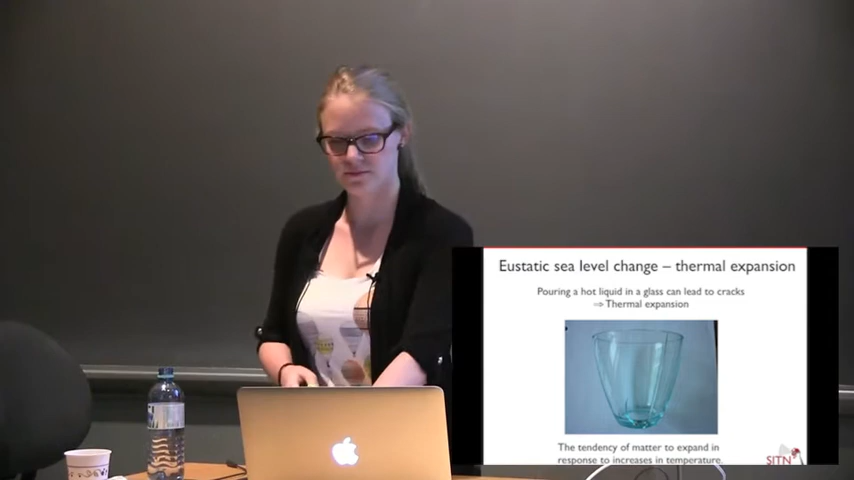 Eustatic sea level change – thermal expansion
Pouring a hot liquid in a glass can lead to cracks
⇒ Thermal expansion
The tendency of matter to expand in
response to increases in temperature.
SITN